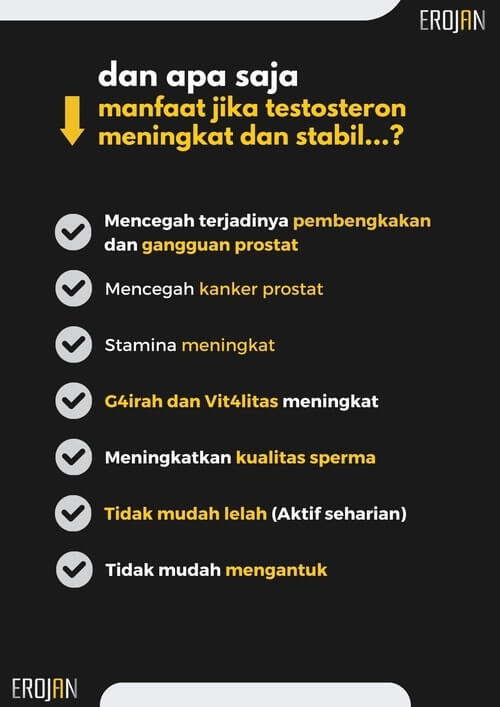 EROJAN
dan apa saja
manfaat jika testosteron
meningkat dan stabil...?
Mencegah terjadinya pembengkakan
dan gangguan prostat
Mencegah kanker prostat
Stamina meningkat
G4irah dan Vit4litas meningkat
Meningkatkan kualitas sperma
Tidak mudah lelah (Aktif seharian)
Tidak mudah mengantuk
EROJAN